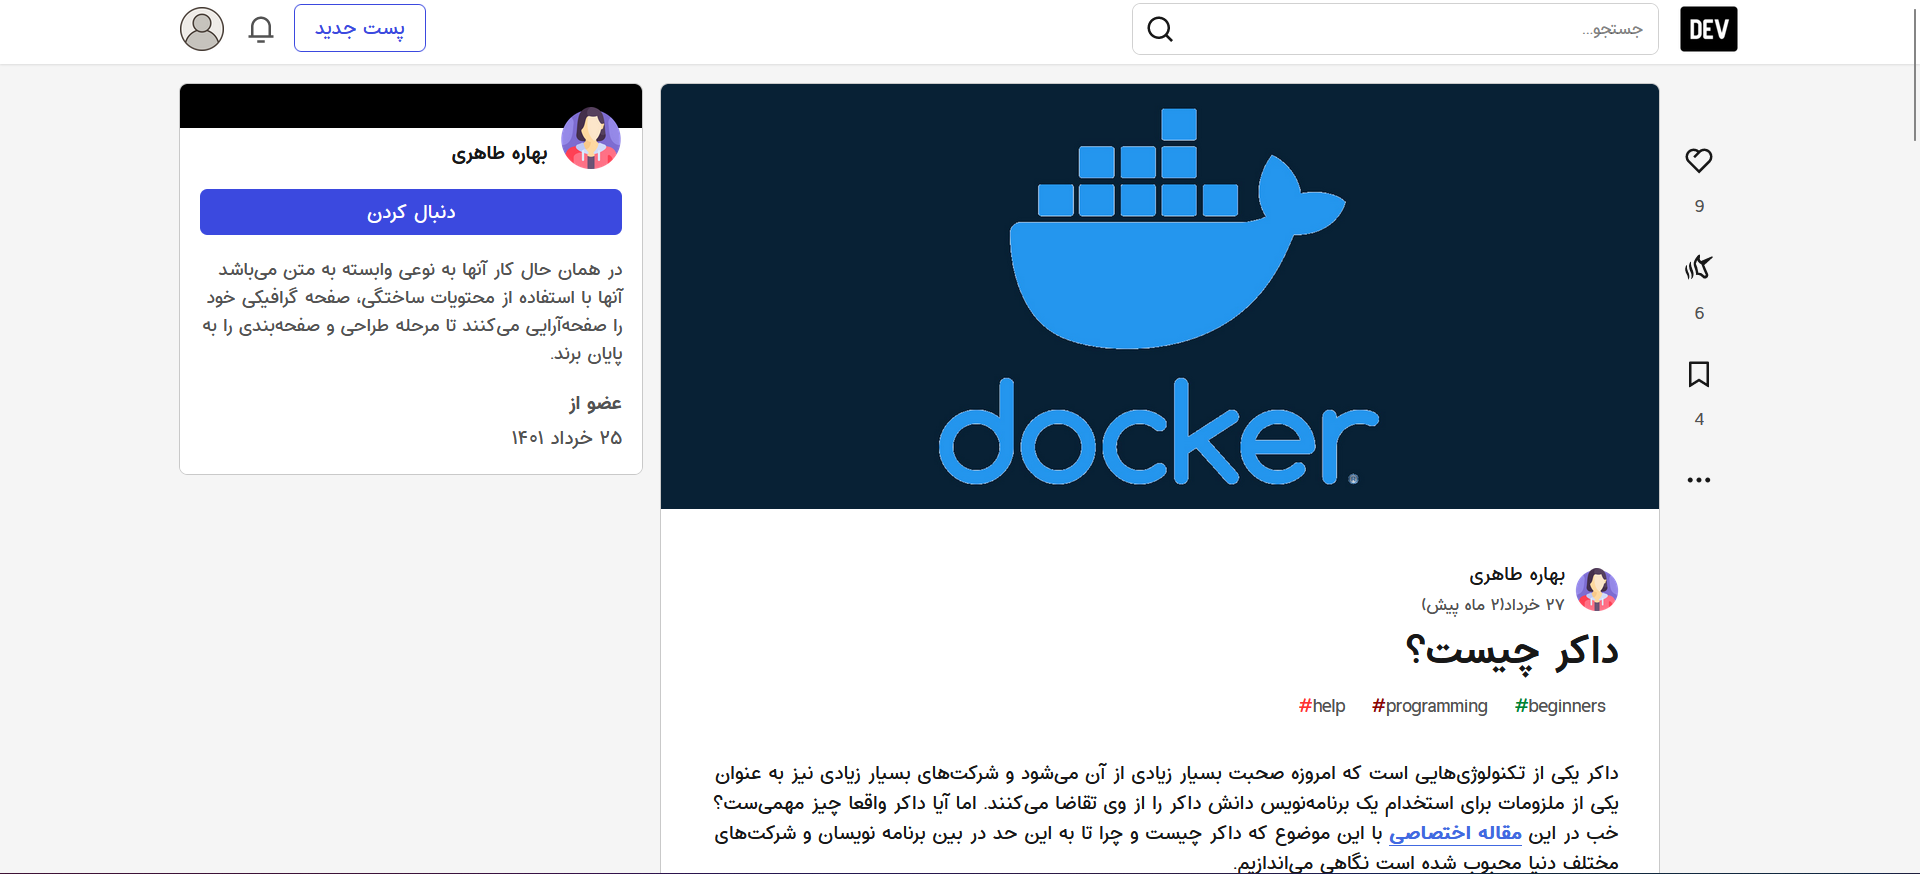 DEV
جستجو...
پست جدید
9
6
4
docker
بهاره طاهری
۲۷ خرداد(۲ ماه پیش)
داکر چیست؟
#beginners #programming #help
داکر یکی از تکنولوژی‌هایی است که امروزه صحبت بسیار زیادی از آن می‌شود و شرکت‌های بسیار زیادی نیز به عنوان
یکی از ملزومات برای استخدام یک برنامه‌نویس دانش داکر را از وی تقاضا می‌کنند. اما آیا داکر واقعا چیز مهمی‌ست؟
خب در این مقاله اختصاصی با این موضوع که داکر چیست و چرا تا به این حد در بین برنامه نویسان و شرکت‌های
مختلف دنیا محبوب شده است نگاهی می‌اندازیم.
بهاره طاهری
دنبال کردن
در همان حال کار آنها به نوعی وابسته به متن می‌باشد
آنها با استفاده از محتویات ساختگی، صفحه گرافیکی خود
را صفحه‌آرایی می‌کنند تا مرحله طراحی و صفحه‌بندی را به
پایان برند.
عضو از
۲۵ خرداد ۱۴۰۱